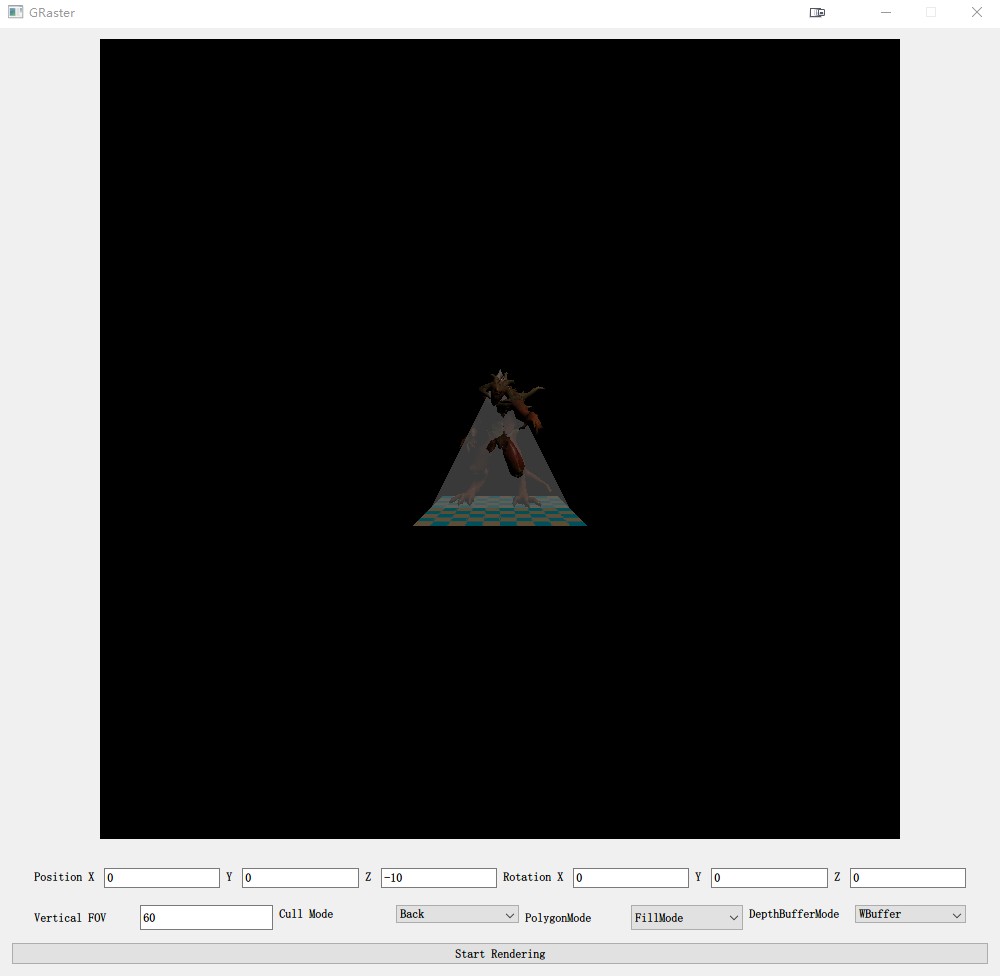 GRaster
Position X 0 Y 0 Z -10 Rotation X 0 Y 0 Z 0
Vertical FOV 60 Cull Mode Back PolygonMode FillMode DepthBufferMode WBuffer
Start Rendering